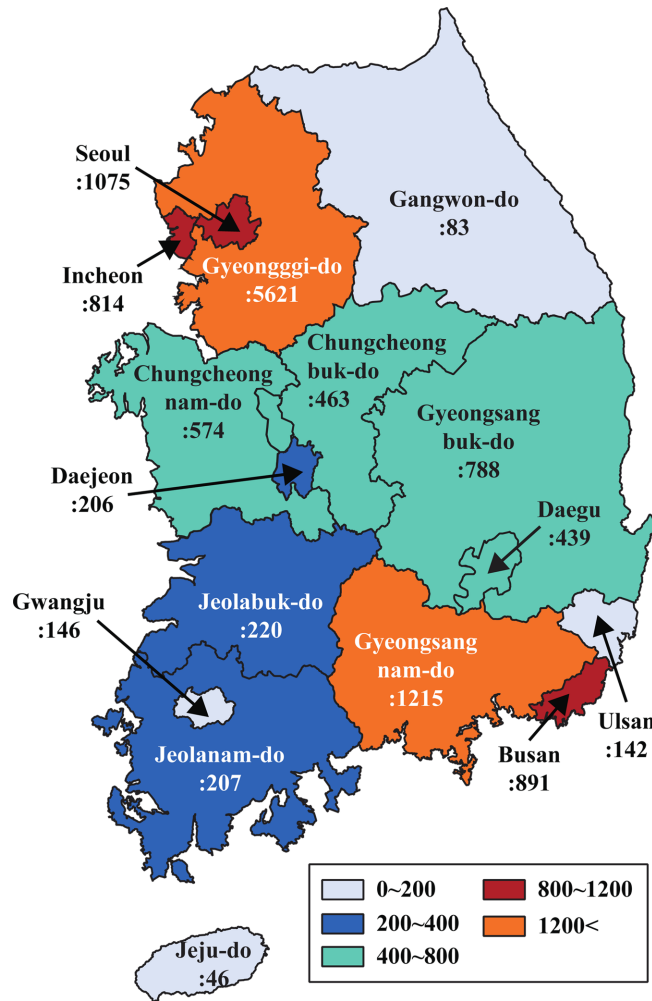 Seoul
:1075
Gangwon-do
:83
Incheon
:814
Gyeongggi-do
:5621
Chungcheong
buk-do
:463
Chungcheong
nam-do
:574
Gyeongsang
buk-do
:788
Daejeon
:206
Daegu
:439
Gwangju
:146
Jeolabuk-do
:220
Gyeongsang
nam-do
:1215
Jeolanam-do
:207
Busan
:891
Ulsan
:142
0~200
800~1200
200~400
1200<
400~800
Jeju-do
:46